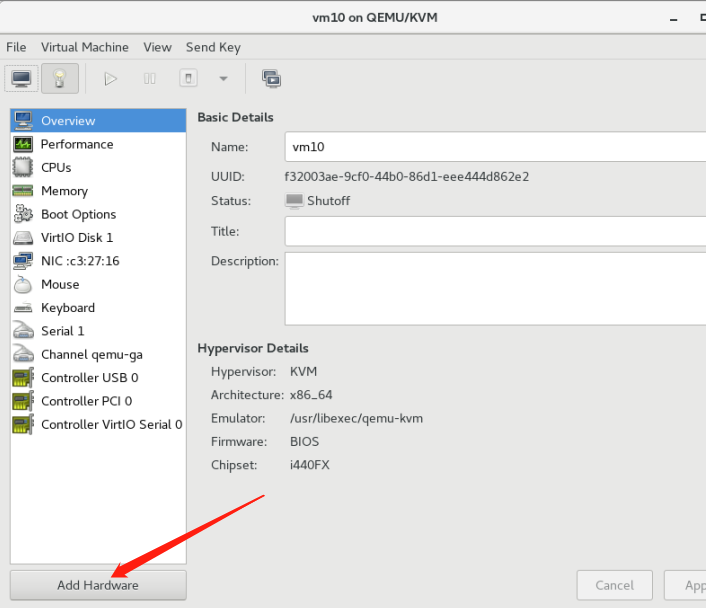 vm10 on QEMU/KVM
File Virtual Machine View Send Key
Overview
Performance
CPUs
Memory
Boot Options
VirtIO Disk 1
NIC :c3:27:16
Mouse
Keyboard
Serial 1
Channel qemu-ga
Controller USB 0
Controller PCI 0
Controller VirtIO Serial 0
Add Hardware
Basic Details
Name: vm10
UUID: f32003ae-9cf0-44b0-86d1-eee444d862e2
Status: Shutoff
Title:
Description:
Hypervisor Details
Hypervisor: KVM
Architecture: x86_64
Emulator: /usr/libexec/qemu-kvm
Firmware: BIOS
Chipset: i440FX
Cancel App